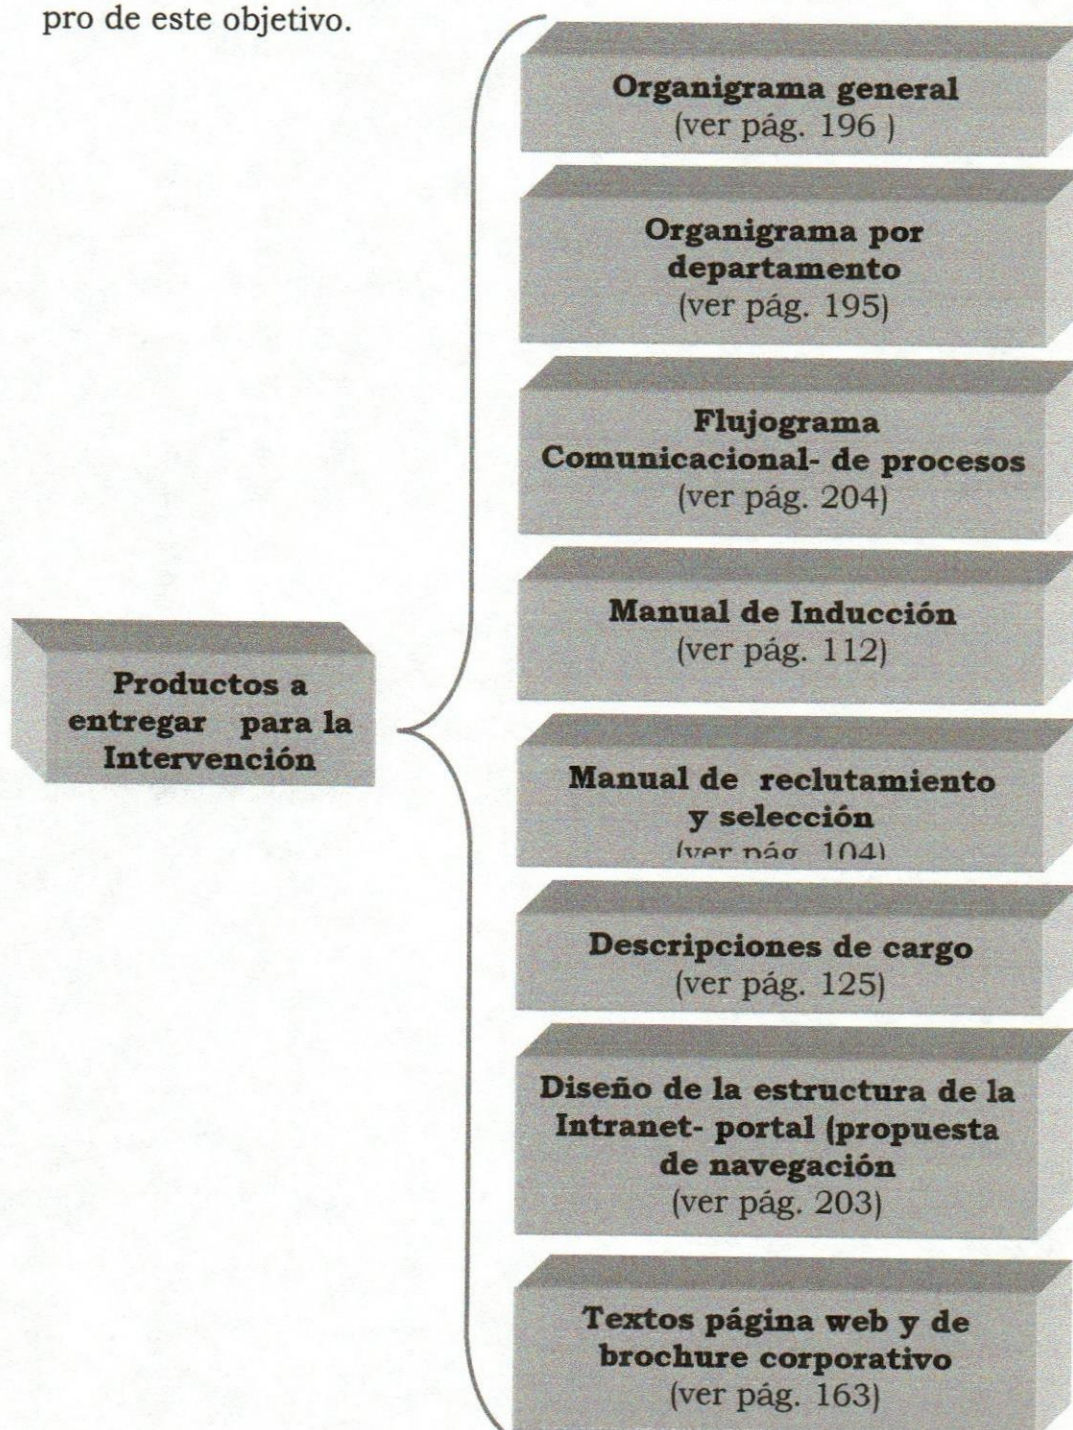 pro de este objetivo.
Organigrama general
(ver pág. 196 )
Organigrama por
departamento
(ver pág. 195)
Flujograma
Comunicacional- de procesos
(ver pág. 204)
Manual de Inducción
(ver pág. 112)
Productos a
entregar para la
Intervención
Manual de reclutamiento
y selección
(ver pág. 104)
Descripciones de cargo
(ver pág. 125)
Diseño de la estructura de la
Intranet- portal (propuesta
de navegación
(ver pág. 203)
Textos página web y de
brochure corporativo
(ver pág. 163)